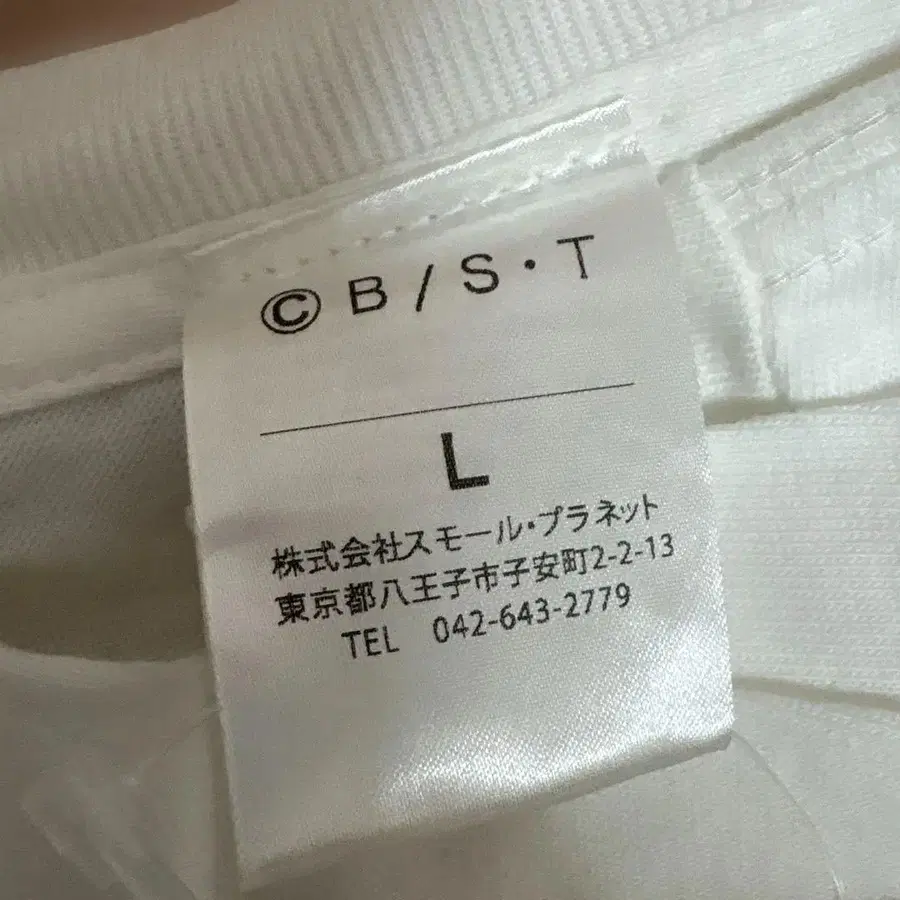 ©B/S・T
L
株式会社スモール・プラネット
東京都八王子市子安町2-2-13
TEL 042-643-2779